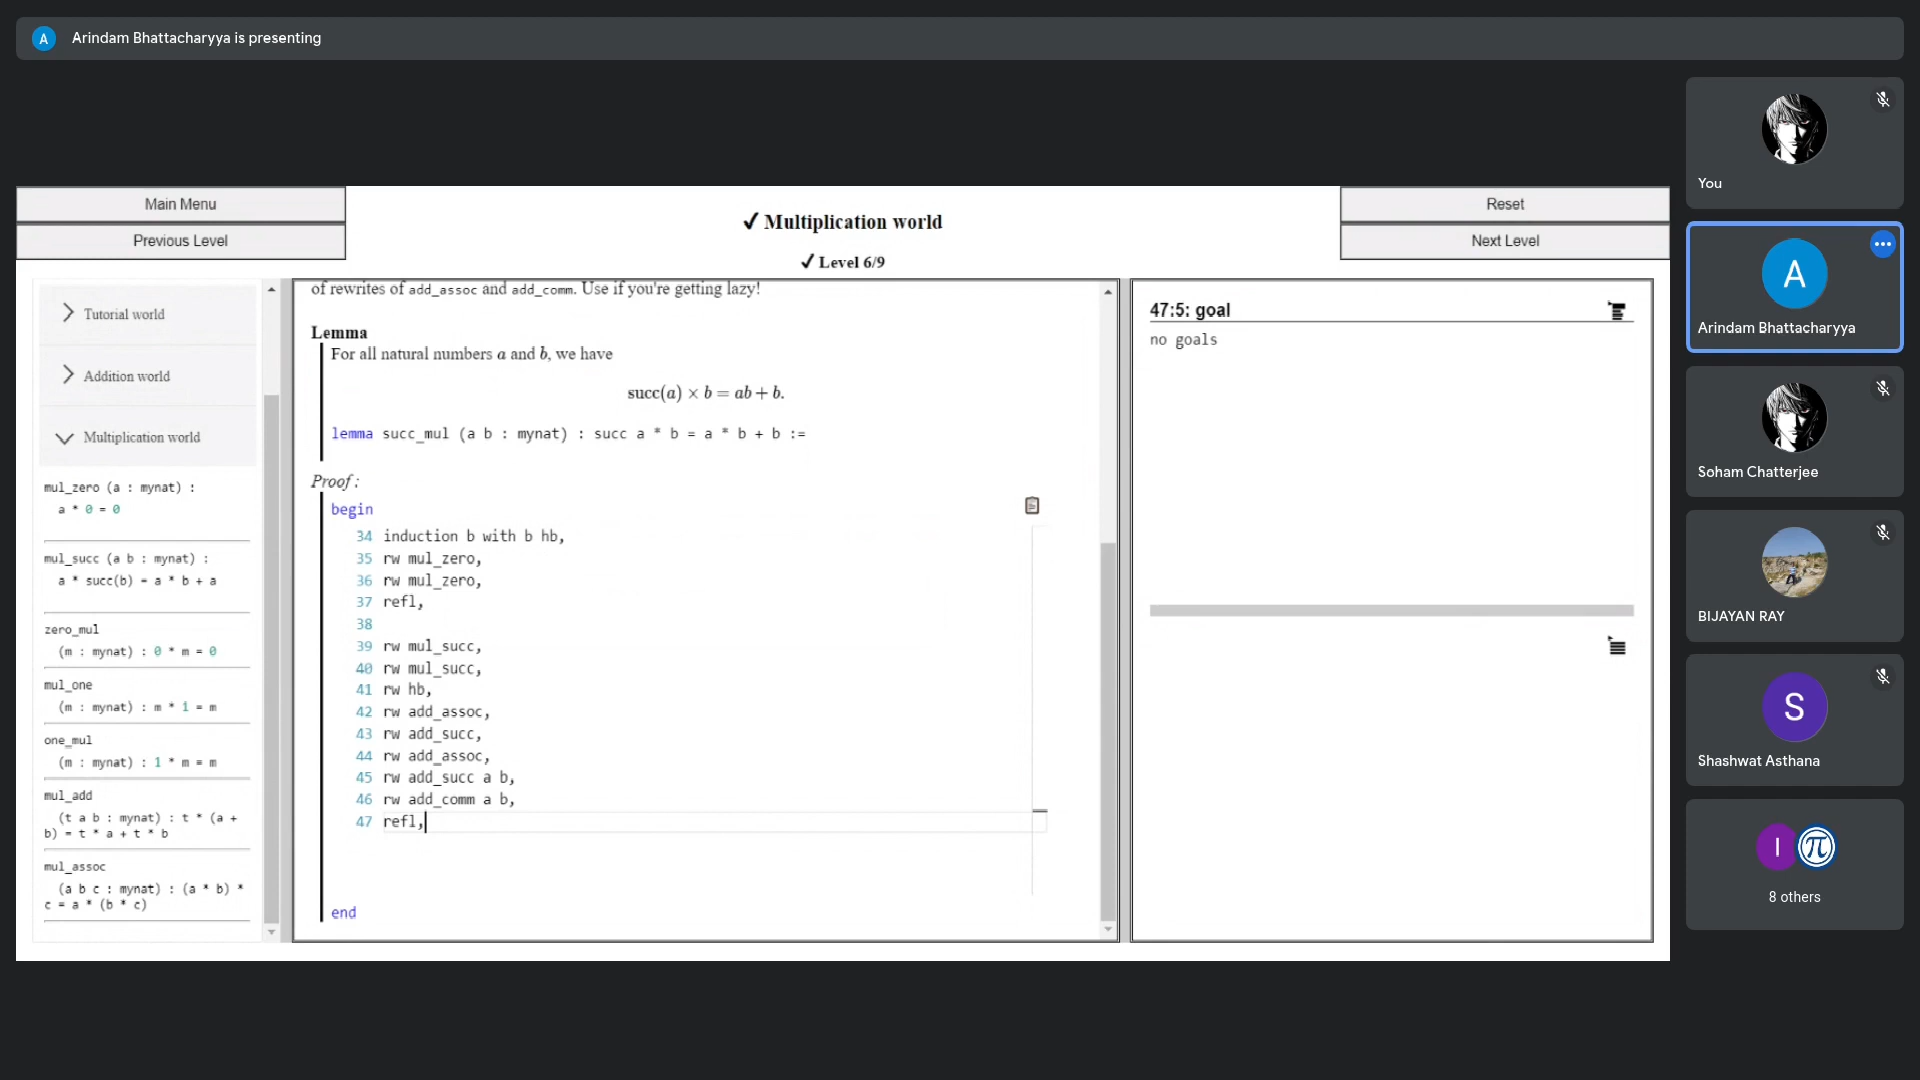 A
Arindam Bhattacharyya is presenting
Main Menu
Previous Level
✓ Multiplication world
✓ Level 6/9
Reset
Next Level
Tutorial world
Addition world
Multiplication world
mul_zero (a : mynat) :
a * 0 = 0
mul_succ (a b : mynat) :
a * succ(b) = a * b + a
zero_mul
(m : mynat) : 0 * m = 0
mul_one
(m : mynat) : m * 1 = m
one_mul
(m : mynat) : 1 * m = m
mul_add
(t a b : mynat) : t * (a +
b) = t * a + t * b
mul_assoc
(a b c : mynat) : (a * b) *
c = a * (b * c)
of rewrites of add_assoc and add_comm. Use if you're getting lazy!
Lemma
For all natural numbers a and b, we have
succ(a) × b = ab + b.
lemma succ_mul (a b : mynat) : succ a * b = a * b + b :=
Proof :
begin
34 induction b with b hb,
35 rw mul_zero,
36 rw mul_zero,
37 refl,
38
39 rw mul_succ,
40 rw mul_succ,
41 rw hb,
42 rw add_assoc,
43 rw add_succ,
44 rw add_assoc,
45 rw add_succ a b,
46 rw add_comm a b,
47 refl,
end
47:5: goal
no goals
You
A
Arindam Bhattacharyya
Soham Chatterjee
BIJAYAN RAY
S
Shashwat Asthana
I
π
8 others